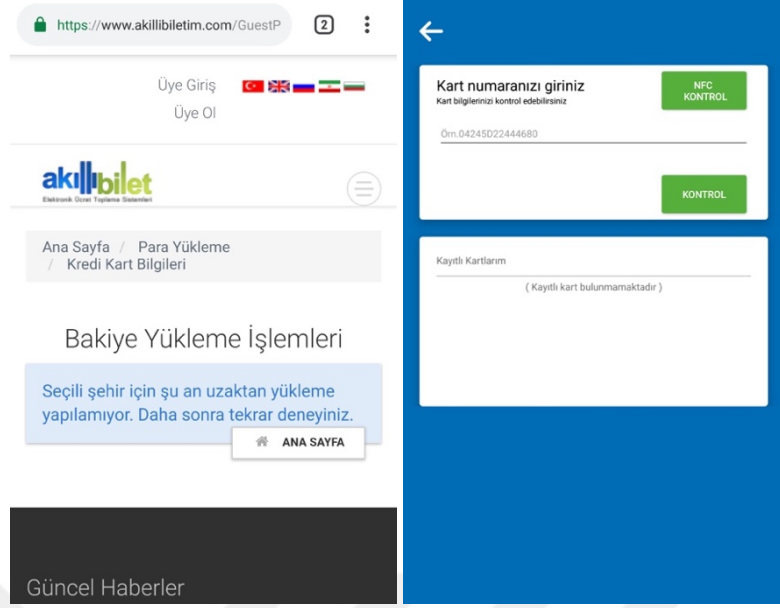 https://www.akillibiletim.com/GuestP
2
Üye Giriş
Üye Ol
akıllıbilet
Elektronik Ücret Toplama Sistemleri
Ana Sayfa / Para Yükleme
/ Kredi Kart Bilgileri
Bakiye Yükleme İşlemleri
Seçili şehir için şu an uzaktan yükleme
yapılamıyor. Daha sonra tekrar deneyiniz.
ANA SAYFA
Güncel Haberler
Kart numaranızı giriniz
Kart bilgilerinizi kontrol edebilirsiniz
NFC
KONTROL
Örn.04245D22444680
KONTROL
Kayıtlı Kartlarım
( Kayıtlı kart bulunmamaktadır )